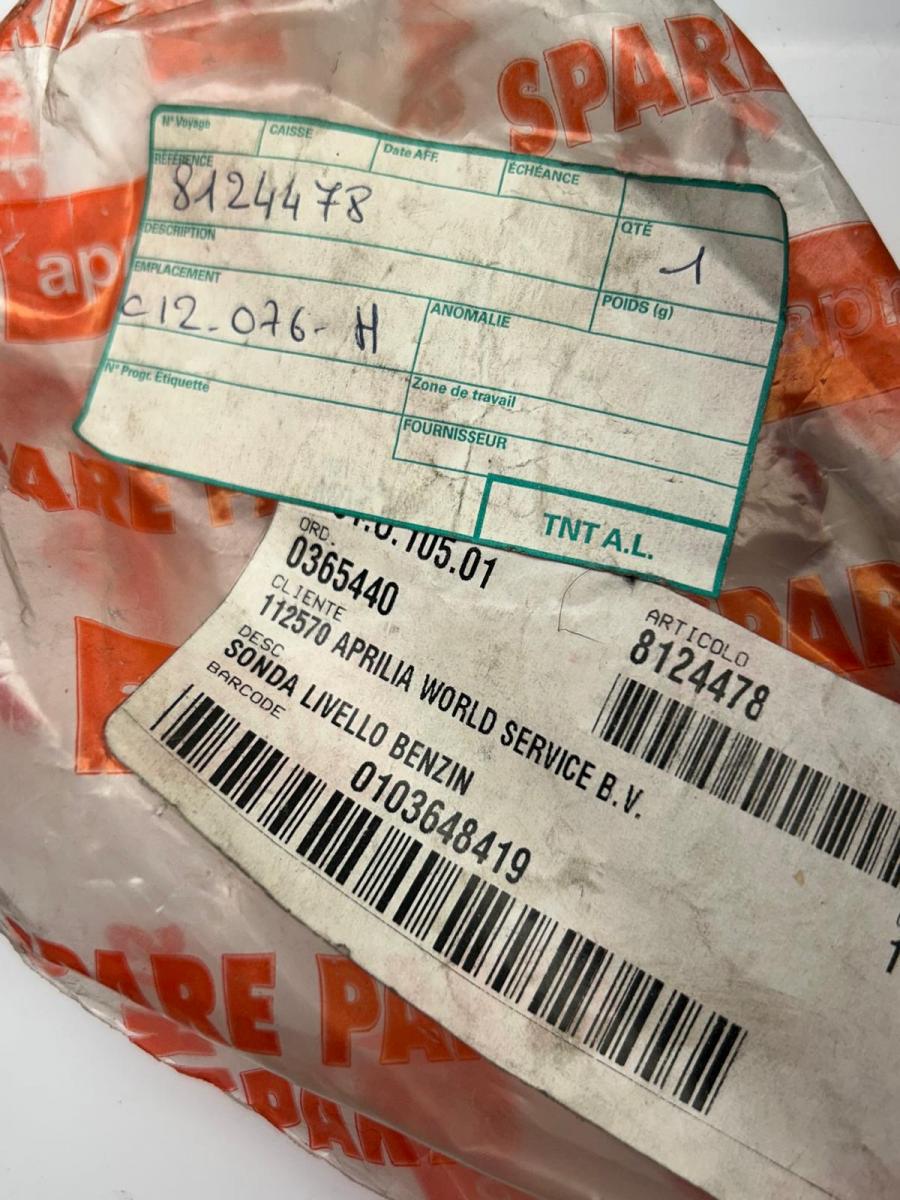 SPARE
N° Voyage
CAISSE
Date AFF.
ÉCHÉANCE
RÉFÉRENCE
8124478
QTÉ
1
DESCRIPTION
EMPLACEMENT
C12-076- H
ANOMALIE
POIDS (g)
N° Progr. Étiquette
Zone de travail
FOURNISSEUR
TNT A.L.
.105.01
ORD.
0365440
CLIENTE
112570 APRILIA WORLD SERVICE B.V.
DESC
SONDA LIVELLO BENZIN
BARCODE
0103648419
ARTICOLO
8124478
SPARE PA